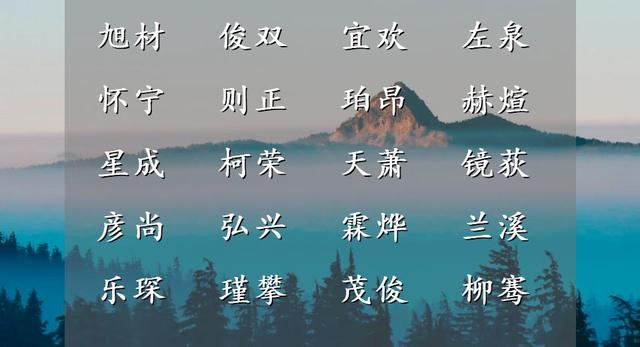 旭材 俊双 宜欢 左泉
怀宁 则正 珀昂 赫煊
星成 柯荣 天萧 镜荻
彦尚 弘兴 霖烨 兰溪
乐琛 瑾攀 茂俊 柳骞